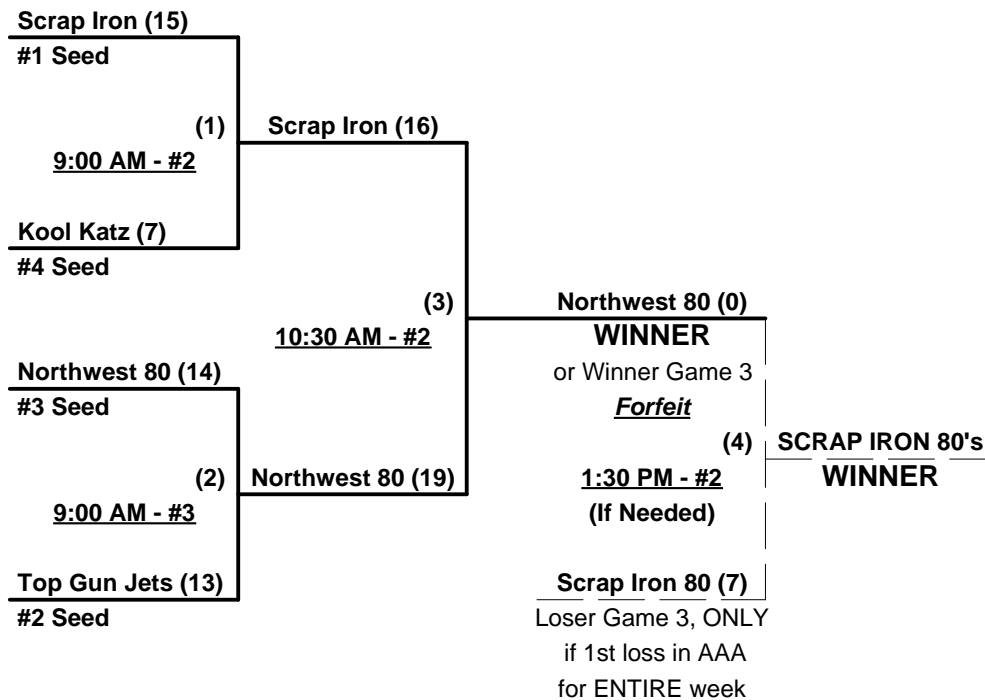 Scrap Iron (15)
#1 Seed
(1)
9:00 AM - #2
Scrap Iron (16)
Kool Katz (7)
#4 Seed
(3)
10:30 AM - #2
Northwest 80 (0)
WINNER
or Winner Game 3
Forfeit
Northwest 80 (14)
#3 Seed
(2)
9:00 AM - #3
Northwest 80 (19)
(4)
1:30 PM - #2
(If Needed)
SCRAP IRON 80's
WINNER
Top Gun Jets (13)
#2 Seed
Scrap Iron 80 (7)
Loser Game 3, ONLY
if 1st loss in AAA
for ENTIRE week